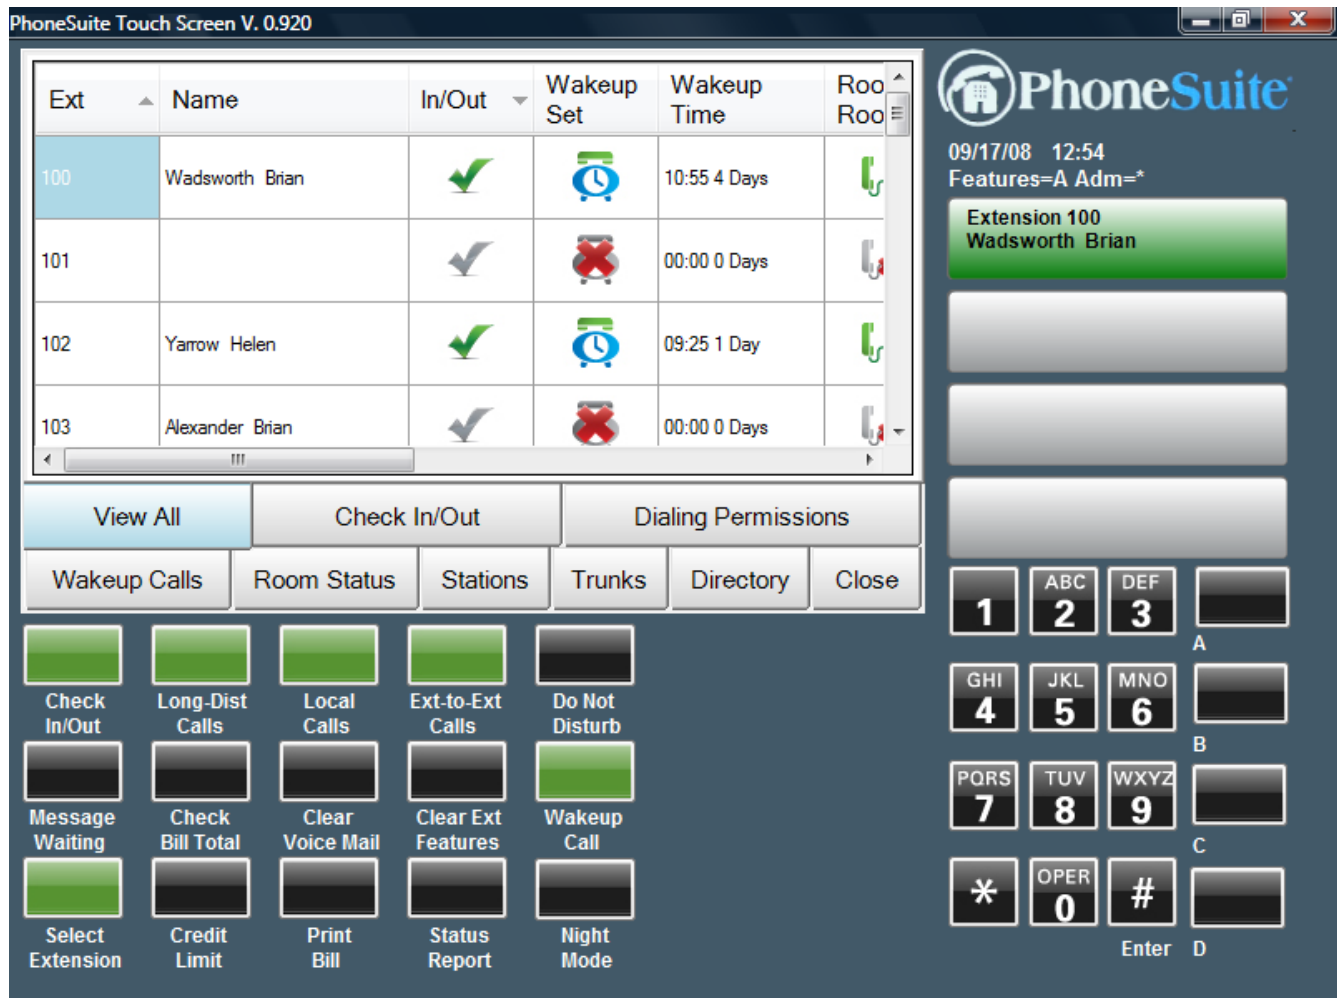 PhoneSuite Touch Screen V. 0.920
Ext Name In/Out Wakeup Set Wakeup Time Roo Roo
100 Wadsworth Brian 10:55 4 Days
101 00:00 0 Days
102 Yarrow Helen 09:25 1 Day
103 Alexander Brian 00:00 0 Days
View All Check In/Out Dialing Permissions
Wakeup Calls Room Status Stations Trunks Directory Close
Check In/Out Long-Dist Calls Local Calls Ext-to-Ext Calls Do Not Disturb
Message Waiting Check Bill Total Clear Voice Mail Clear Ext Features Wakeup Call
Select Extension Credit Limit Print Bill Status Report Night Mode
PhoneSuite
09/17/08 12:54
Features=A Adm=*
Extension 100
Wadsworth Brian
ABC DEF
1 2 3
A
GHI JKL MNO
4 5 6
B
PQRS TUV WXYZ
7 8 9
C
OPER
* 0 #
Enter D